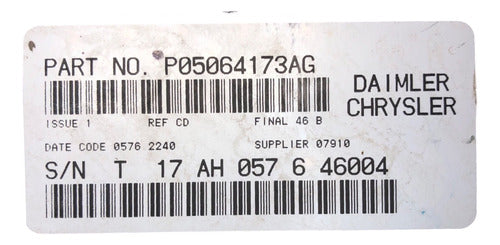 PART NO. P05064173AG
DAIMLER
CHRYSLER
ISSUE 1 REF CD FINAL 46 B
DATE CODE 0576 2240 SUPPLIER 07910
S/N T 17 AH 057 6 46004